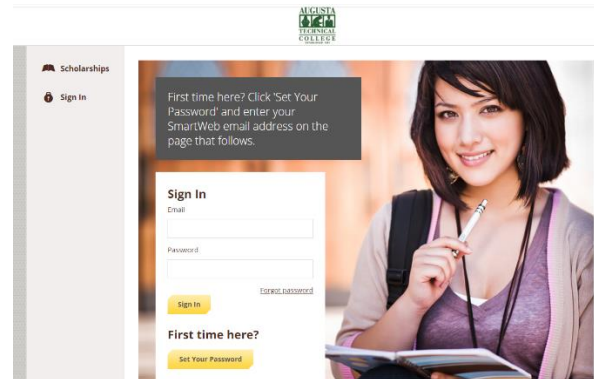 AUGUSTA
TECHNICAL
COLLEGE
Scholarships
Sign In
First time here? Click 'Set Your
Password' and enter your
SmartWeb email address on the
page that follows.
Sign In
Email
Password
Forgot password
Sign In
First time here?
Set Your Password